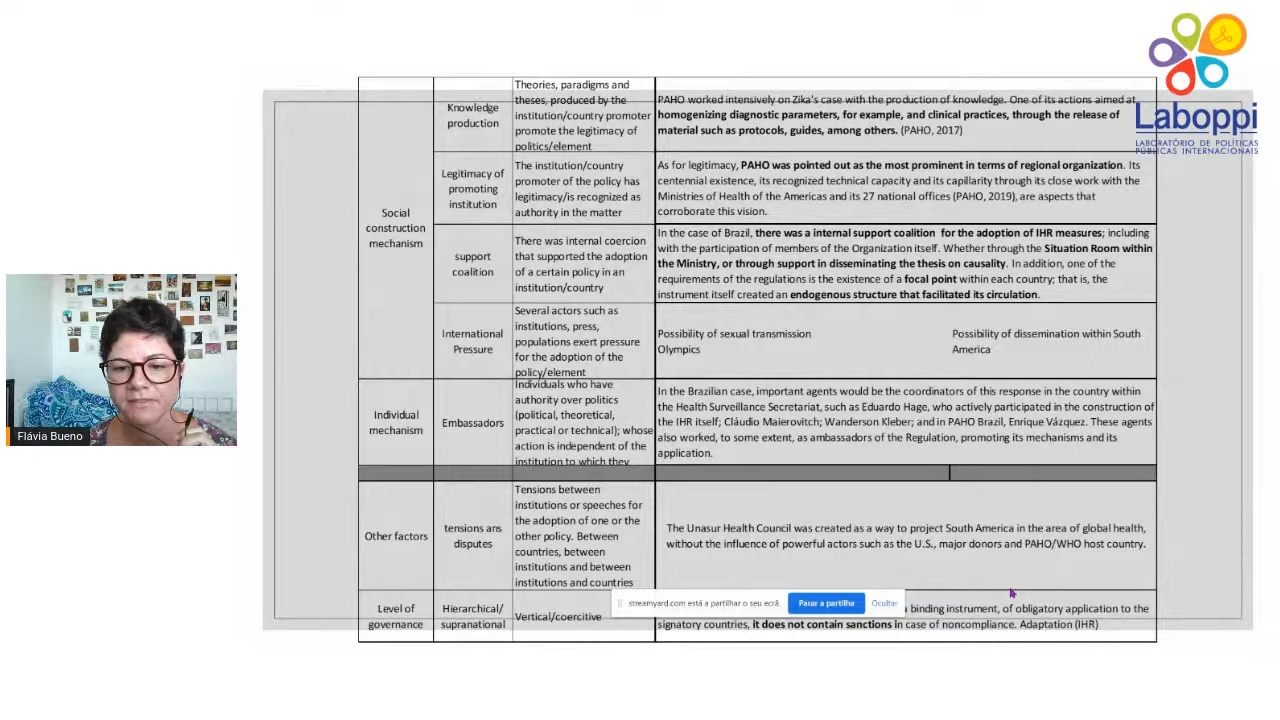 Laboppi
LABORATÓRIO DE POLÍTICAS
PÚBLICAS INTERNACIONAIS
Knowledge
production
Theories, paradigms and
theses, produced by the
institution/country promoter
promote the legitimacy of
politics/element
PAHO worked intensively on Zika's case with the production of knowledge. One of its actions aimed at
homogenizing diagnostic parameters, for example, and clinical practices, through the release of
material such as protocols, guides, among others. (PAHO, 2017)
Social
construction
mechanism
Legitimacy of
promoting
institution
The institution/country
promoter of the policy has
legitimacy/is recognized as
authority in the matter
As for legitimacy, PAHO was pointed out as the most prominent in terms of regional organization. Its
centennial existence, its recognized technical capacity and its capillarity through its close work with the
Ministries of Health of the Americas and its 27 national offices (PAHO, 2019), are aspects that
corroborate this vision.
support
coalition
There was internal coercion
that supported the adoption
of a certain policy in an
institution/country
In the case of Brazil, there was a internal support coalition for the adoption of IHR measures; including
with the participation of members of the Organization itself. Whether through the Situation Room within
the Ministry, or through support in disseminating the thesis on causality. In addition, one of the
requirements of the regulations is the existence of a focal point within each country; that is, the
instrument itself created an endogenous structure that facilitated its circulation.
International
Pressure
Several actors such as
institutions, press,
populations exert pressure
for the adoption of the
policy/element
Possibility of sexual transmission
Olympics
Possibility of dissemination within South
America
Individual
mechanism
Embassadors
Individuals who have
authority over politics
(political, theoretical,
practical or technical); whose
action is independent of the
institution to which they
In the Brazilian case, important agents would be the coordinators of this response in the country within
the Health Surveillance Secretariat, such as Eduardo Hage, who actively participated in the construction of
the IHR itself; Cláudio Maierovitch; Wanderson Kleber; and in PAHO Brazil, Enrique Vázquez. These agents
also worked, to some extent, as ambassadors of the Regulation, promoting its mechanisms and its
application.
Other factors
tensions ans
disputes
Tensions between
institutions or speeches for
the adoption of one or the
other policy. Between
countries, between
institutions and between
institutions and countries
The Unasur Health Council was created as a way to project South America in the area of global health,
without the influence of powerful actors such as the U.S., major donors and PAHO/WHO host country.
Level of
governance
Hierarchical/
supranational
Vertical/coercitive
a binding instrument, of obligatory application to the
signatory countries, it does not contain sanctions in case of noncompliance. Adaptation (IHR)
streamyard.com está a partilhar o seu ecrã.
Parar a partilha
Ocultar
Flávia Bueno